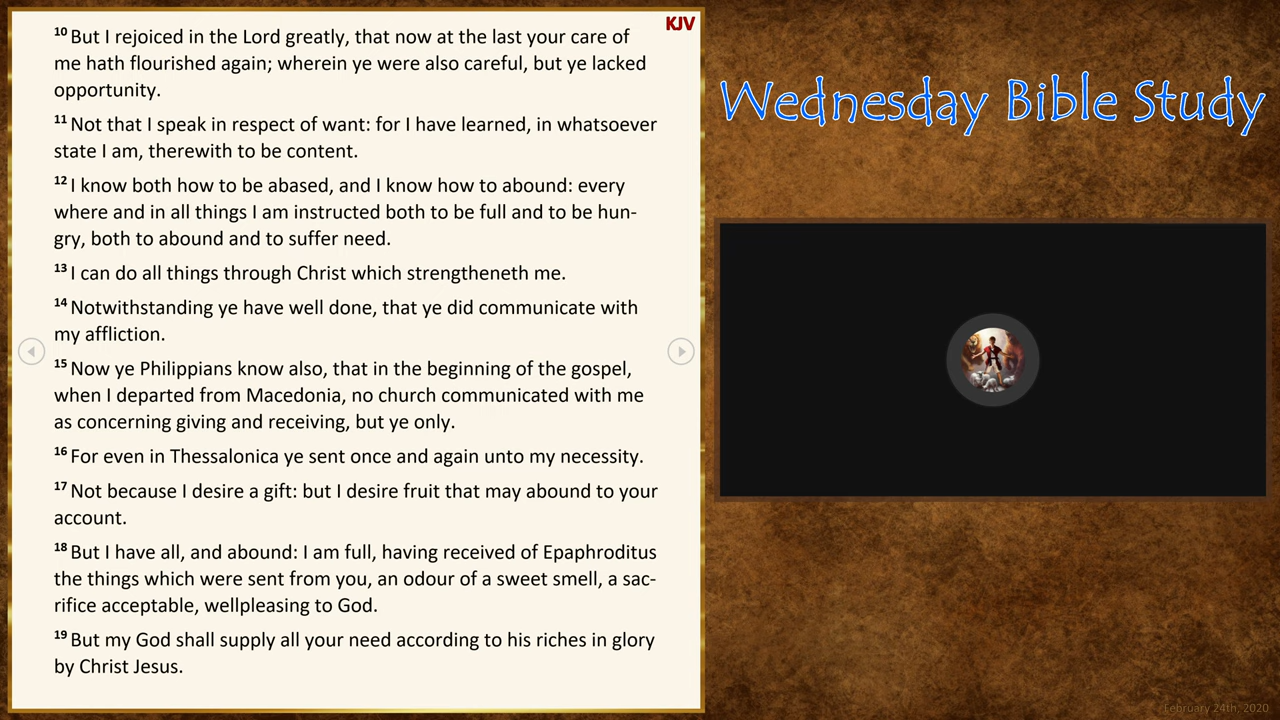 KJV
10 But I rejoiced in the Lord greatly, that now at the last your care of
me hath flourished again; wherein ye were also careful, but ye lacked
opportunity.
11 Not that I speak in respect of want: for I have learned, in whatsoever
state I am, therewith to be content.
12 I know both how to be abased, and I know how to abound: every
where and in all things I am instructed both to be full and to be hun-
gry, both to abound and to suffer need.
13 I can do all things through Christ which strengtheneth me.
14 Notwithstanding ye have well done, that ye did communicate with
my affliction.
15 Now ye Philippians know also, that in the beginning of the gospel,
when I departed from Macedonia, no church communicated with me
as concerning giving and receiving, but ye only.
16 For even in Thessalonica ye sent once and again unto my necessity.
17 Not because I desire a gift: but I desire fruit that may abound to your
account.
18 But I have all, and abound: I am full, having received of Epaphroditus
the things which were sent from you, an odour of a sweet smell, a sac-
rifice acceptable, wellpleasing to God.
19 But my God shall supply all your need according to his riches in glory
by Christ Jesus.
Wednesday Bible Study
February 24th, 2020